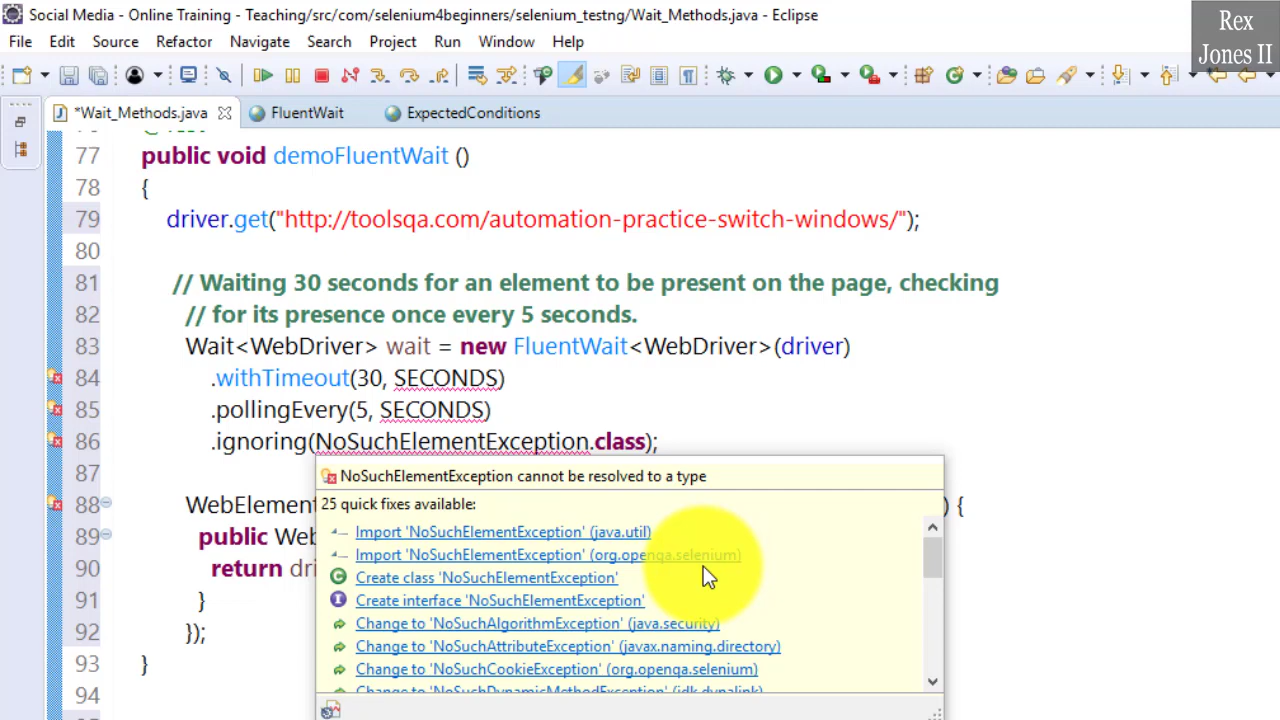 Social Media - Online Training - Teaching/src/com/selenium4beginners/selenium_testng/Wait_Methods.java - Eclipse
Rex
Jones II
File Edit Source Refactor Navigate Search Project Run Window Help
*Wait_Methods.java FluentWait ExpectedConditions
77 public void demoFluentWait ()
78 {
79 driver.get("http://toolsqa.com/automation-practice-switch-windows/");
80
81 // Waiting 30 seconds for an element to be present on the page, checking
82 // for its presence once every 5 seconds.
83 Wait<WebDriver> wait = new FluentWait<WebDriver>(driver)
84 .withTimeout(30, SECONDS)
85 .pollingEvery(5, SECONDS)
86 .ignoring(NoSuchElementException.class);
87
NoSuchElementException cannot be resolved to a type
25 quick fixes available:
88 WebElement ) {
Import 'NoSuchElementException' (java.util)
89 public Web
Import 'NoSuchElementException' (org.openqa.selenium)
90 return dri
Create class 'NoSuchElementException'
91 }
Create interface 'NoSuchElementException'
Change to 'NoSuchAlgorithmException' (java.security)
92 });
Change to 'NoSuchAttributeException' (javax.naming.directory)
93 }
Change to 'NoSuchCookieException' (org.openqa.selenium)
Change to 'NoSuchDynamicMethodException' (jdk.dynalink)
94